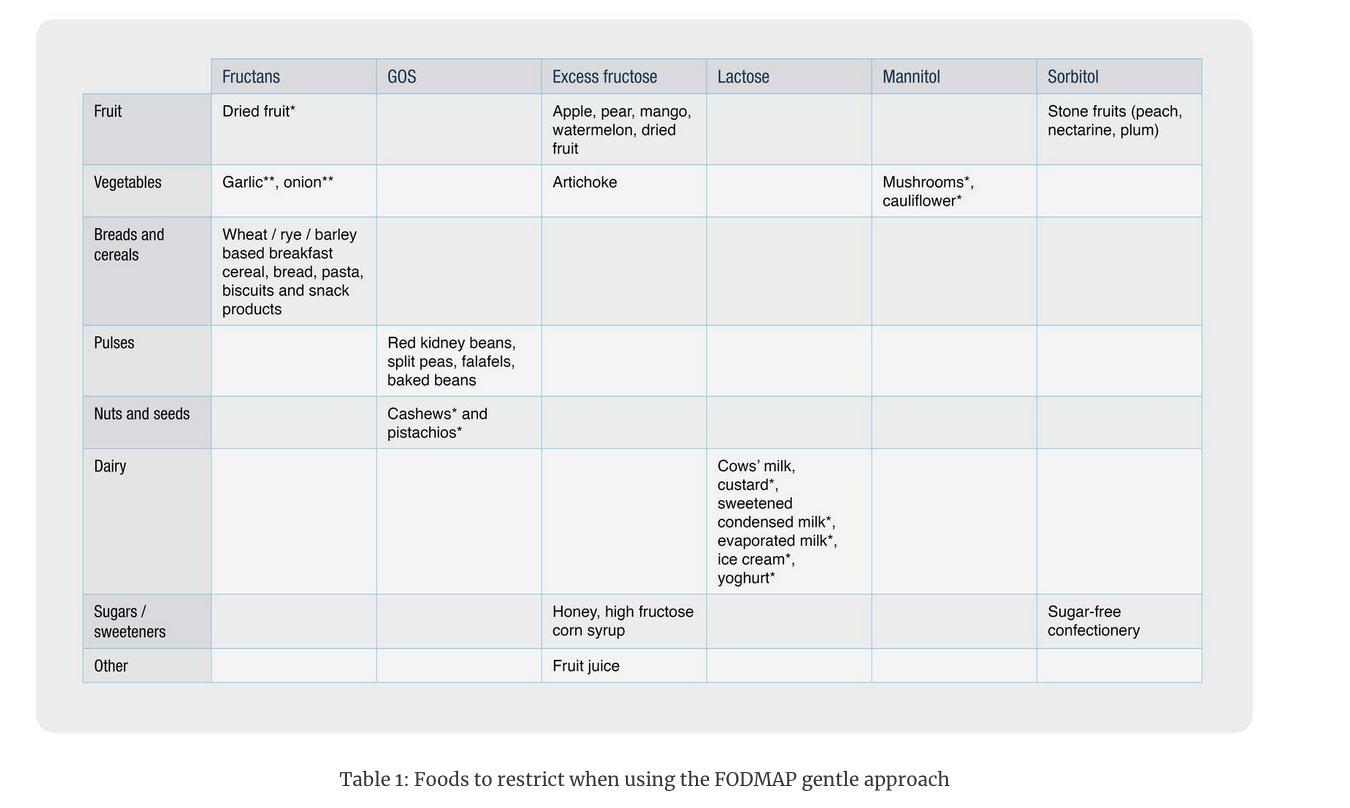 Fructans GOS Excess fructose Lactose Mannitol Sorbitol
Fruit
Dried fruit*
Apple, pear, mango,
watermelon, dried
fruit
Stone fruits (peach,
nectarine, plum)
Vegetables
Garlic**, onion**
Artichoke
Mushrooms*,
cauliflower*
Breads and
cereals
Wheat / rye / barley
based breakfast
cereal, bread, pasta,
biscuits and snack
products
Pulses
Red kidney beans,
split peas, falafels,
baked beans
Nuts and seeds
Cashews* and
pistachios*
Dairy
Cows’ milk,
custard*,
sweetened
condensed milk*,
evaporated milk*,
ice cream*,
yoghurt*
Sugars /
sweeteners
Honey, high fructose
corn syrup
Sugar-free
confectionery
Other
Fruit juice
Table 1: Foods to restrict when using the FODMAP gentle approach